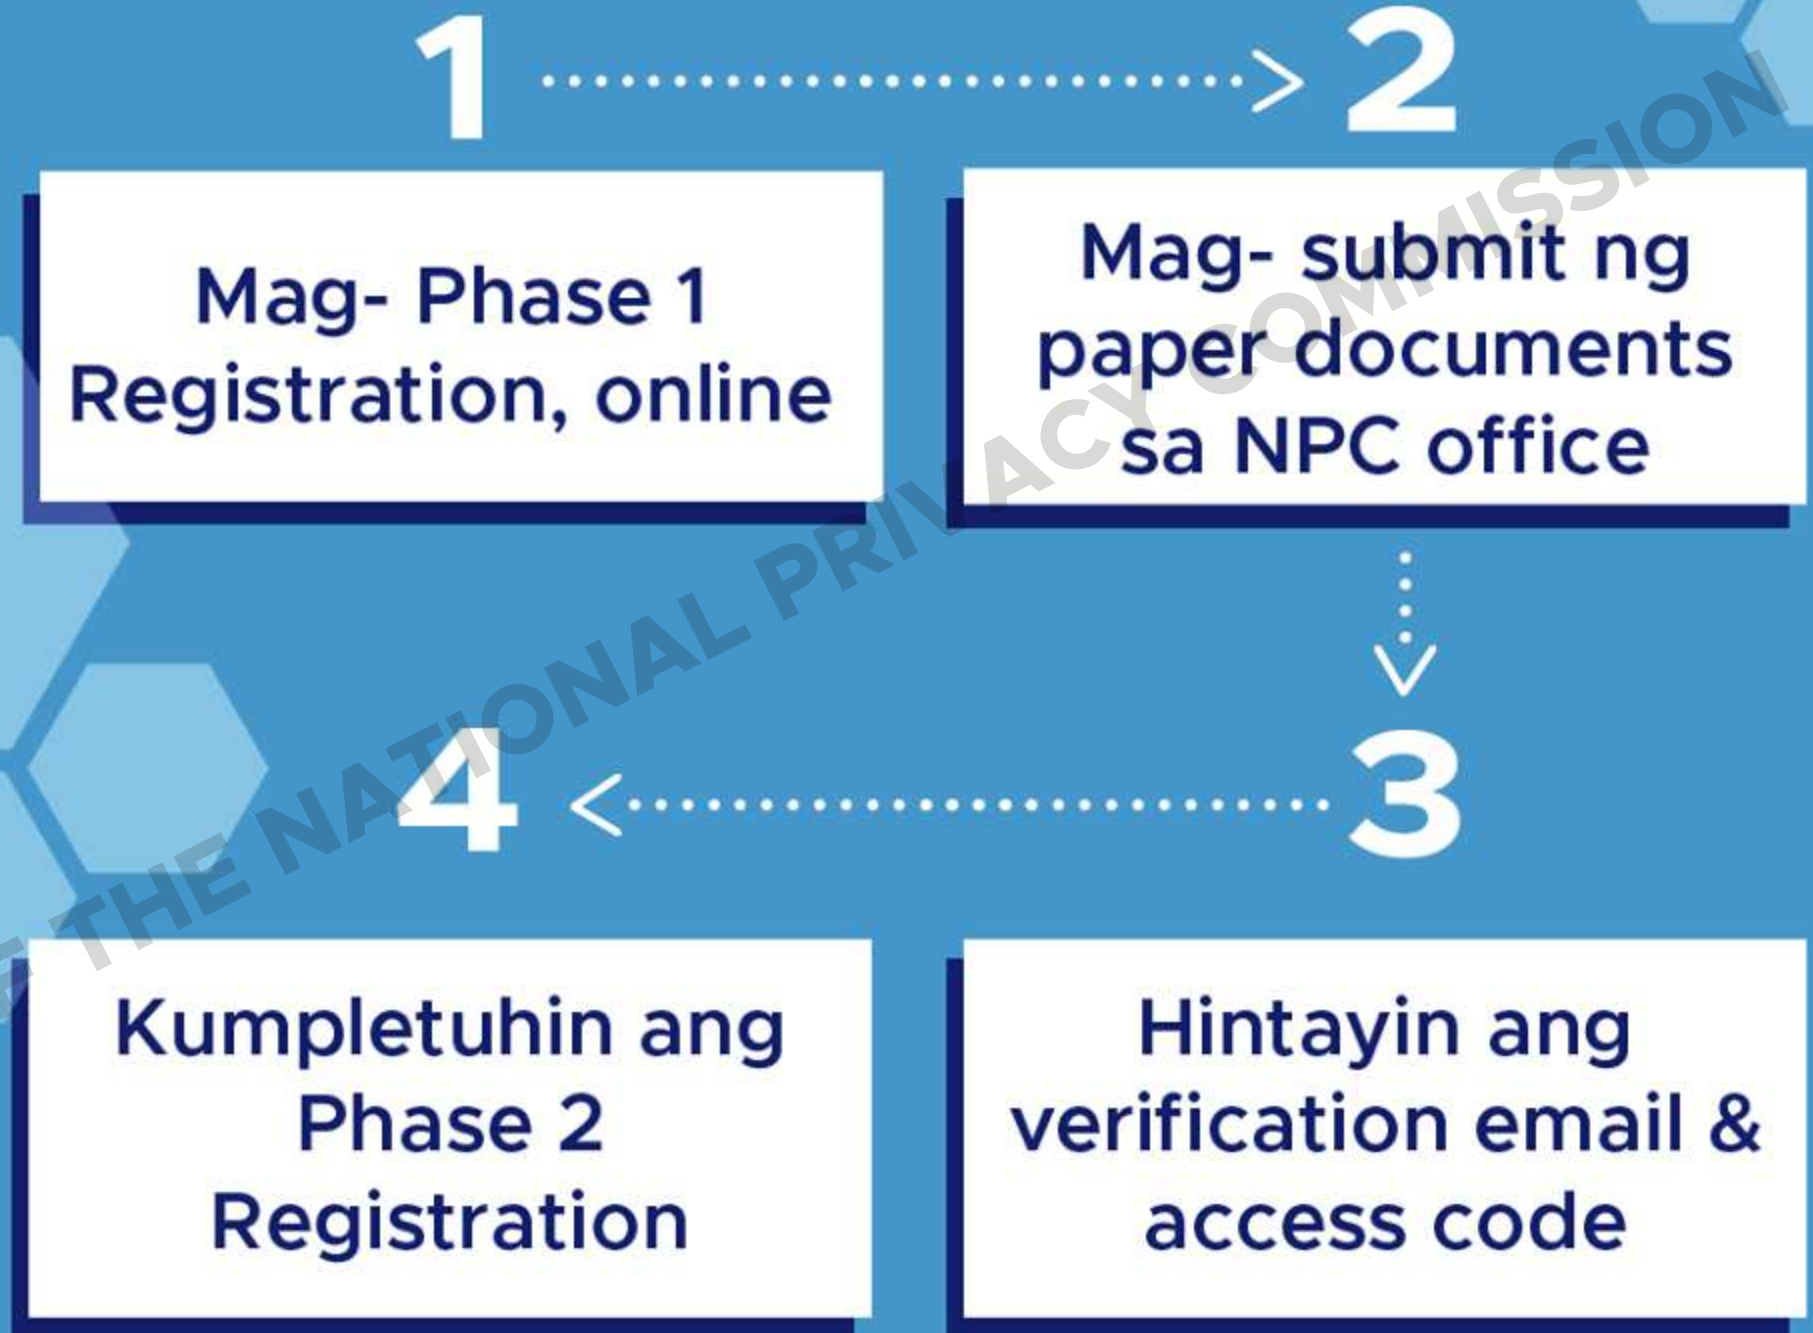 1
2
Mag- Phase 1
Registration, online
Mag- submit ng
paper documents
sa NPC office
4
3
Kumpletuhin ang
Phase 2
Registration
Hintayin ang
verification email &
access code
THE NATIONAL PRIVACY COMMISSION